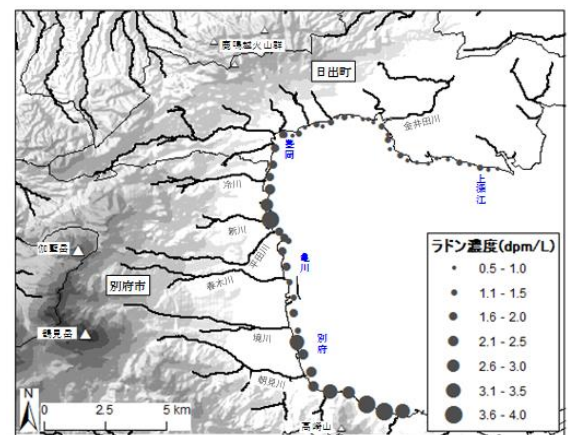 鹿鳴越火山群
日出町
金井田川
豊岡
上深江
冷川
新川
伽藍岳
平田川
亀川
別府市
春木川
鶴見岳
境川
別府
朝見川
高崎山
N
0 2.5 5 km
ラドン濃度(dpm/L)
0.5 - 1.0
1.1 - 1.5
1.6 - 2.0
2.1 - 2.5
2.6 - 3.0
3.1 - 3.5
3.6 - 4.0